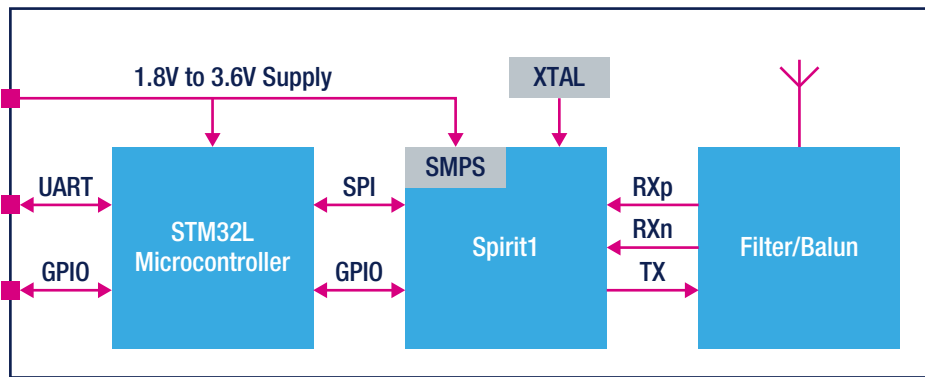 1.8V to 3.6V Supply
XTAL
SMPS
UART
SPI
RXp
RXn
STM32L
Microcontroller
Spirit1
Filter/Balun
GPIO
GPIO
TX